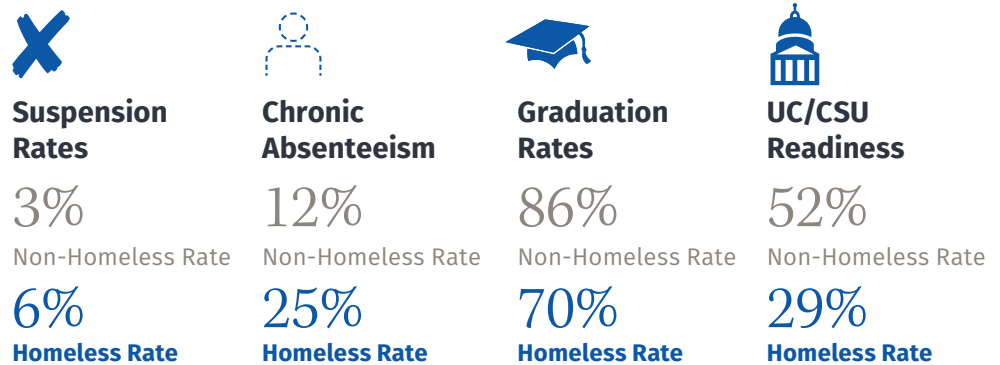 Suspension
Rates
3%
Non-Homeless Rate
6%
Homeless Rate
Chronic
Absenteeism
12%
Non-Homeless Rate
25%
Homeless Rate
Graduation
Rates
86%
Non-Homeless Rate
70%
Homeless Rate
UC/CSU
Readiness
52%
Non-Homeless Rate
29%
Homeless Rate